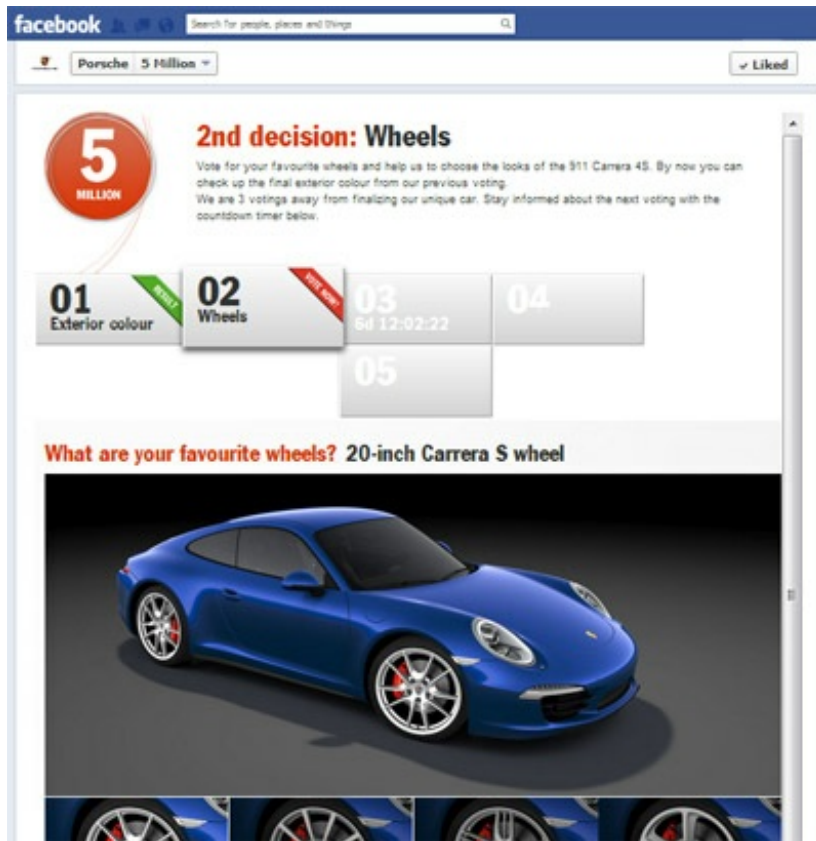 facebook
Search for people, places and things
Porsche 5 Million
Liked
5
MILLION
2nd decision: Wheels
Vote for your favourite wheels and help us to choose the looks of the 911 Carrera 4S. By now you can
check up the final exterior colour from our previous voting.
We are 3 votings away from finalizing our unique car. Stay informed about the next voting with the
countdown timer below.
01
Exterior colour
RESULT
02
Wheels
VOTE NOW!
03
6d 12:02:22
04
05
What are your favourite wheels? 20-inch Carrera S wheel